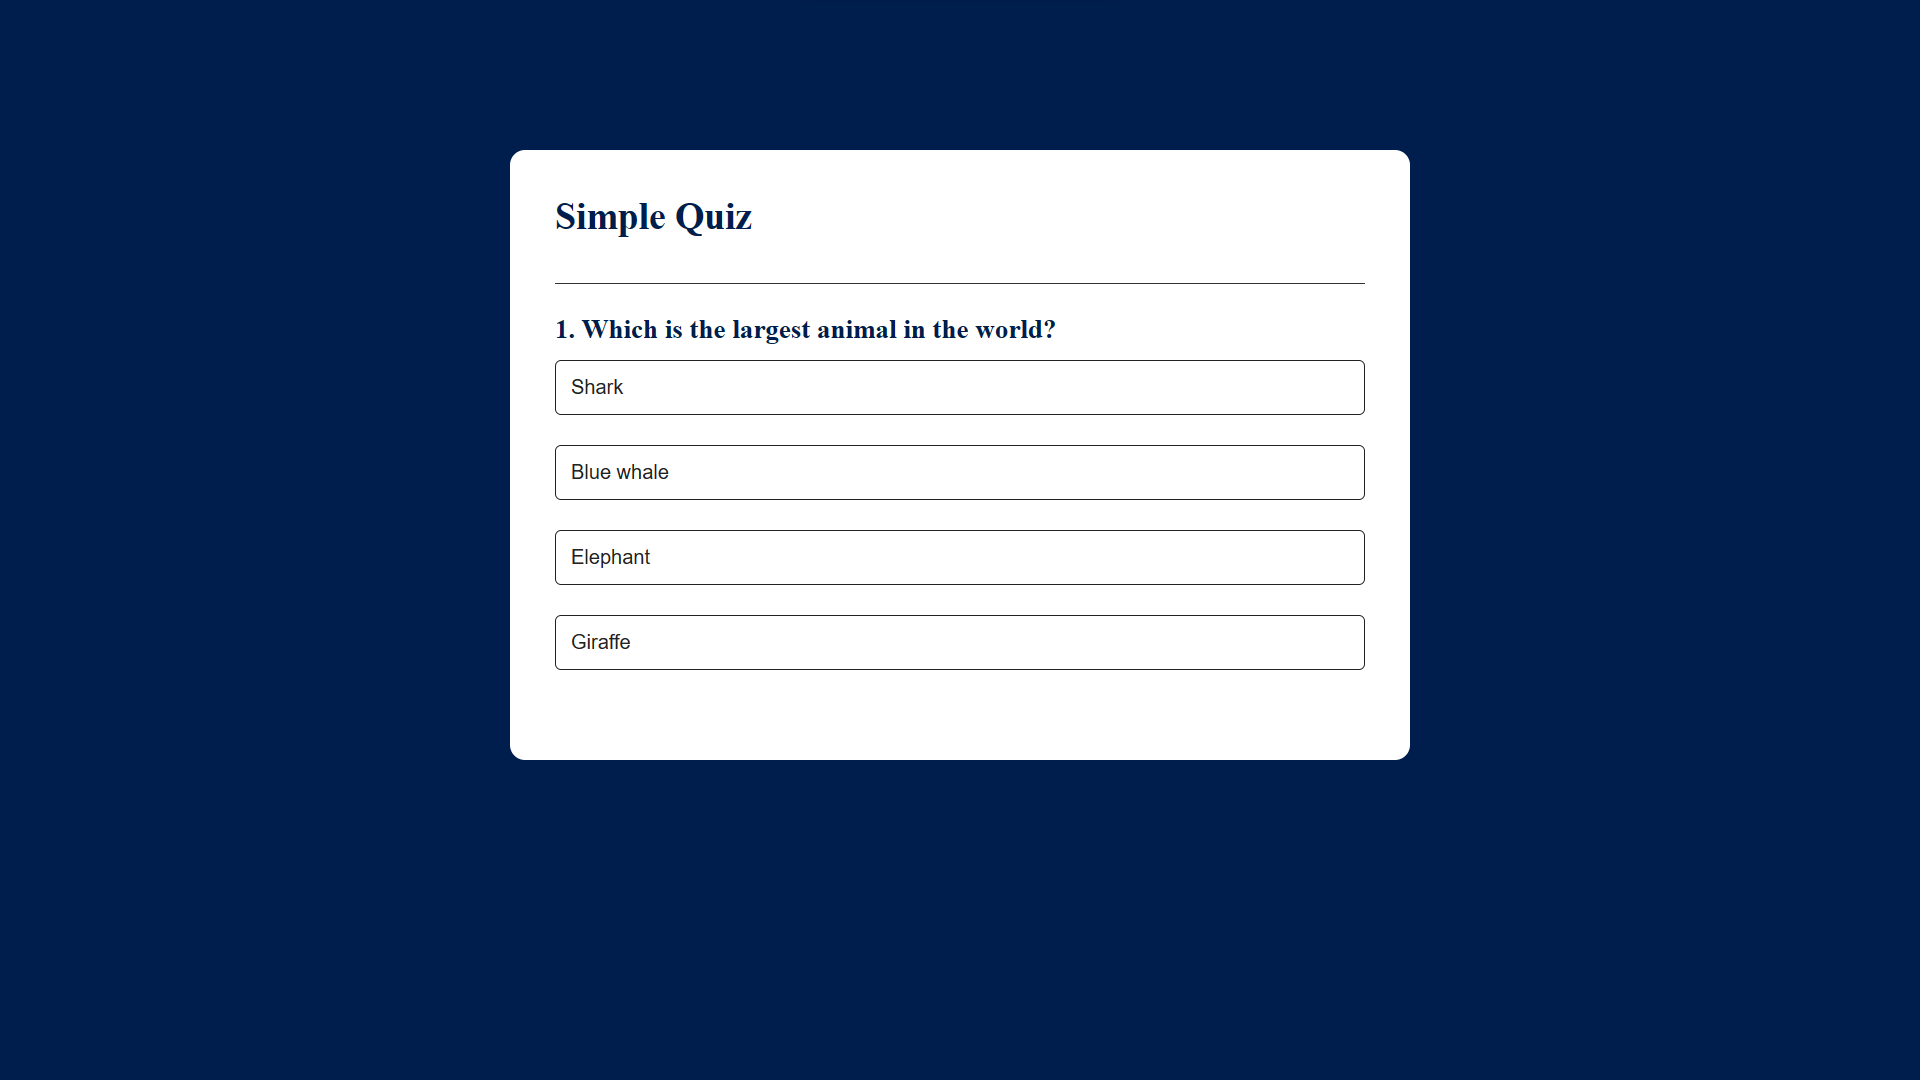 Simple Quiz
1. Which is the largest animal in the world?
Shark
Blue whale
Elephant
Giraffe